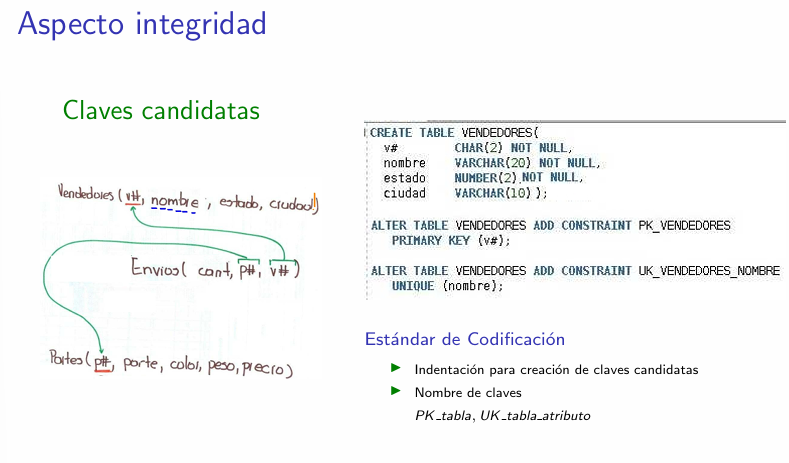 Aspecto integridad
Claves candidatas
Vendedores (v#, nombre, estado, ciudad!)
Envios( cant, p#, v# )
Partes(p#, parte, color, peso, precio)
CREATE TABLE VENDEDORES(
v# CHAR(2) NOT NULL,
nombre VARCHAR(20) NOT NULL,
estado NUMBER(2) NOT NULL,
ciudad VARCHAR(10) );
ALTER TABLE VENDEDORES ADD CONSTRAINT PK_VENDEDORES
PRIMARY KEY (v#);
ALTER TABLE VENDEDORES ADD CONSTRAINT UK_VENDEDORES_NOMBRE
UNIQUE (nombre);
Estándar de Codificación
Indentación para creación de claves candidatas
Nombre de claves
PK_tabla, UK_tabla_atributo